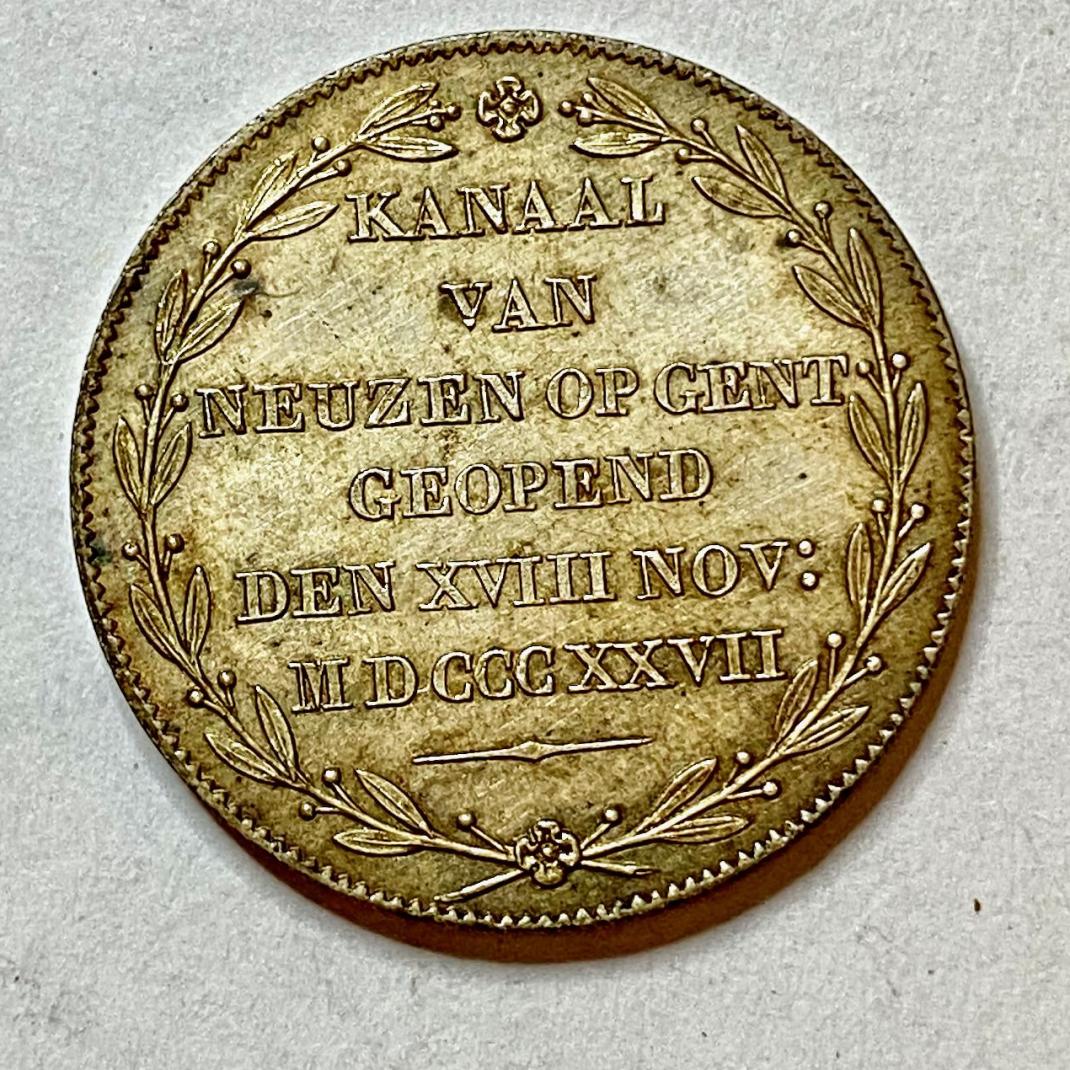 KANAAL
VAN
NEUZEN OP GENT
GEOPEND
DEN XVIII NOV:
MDCCCXXVII